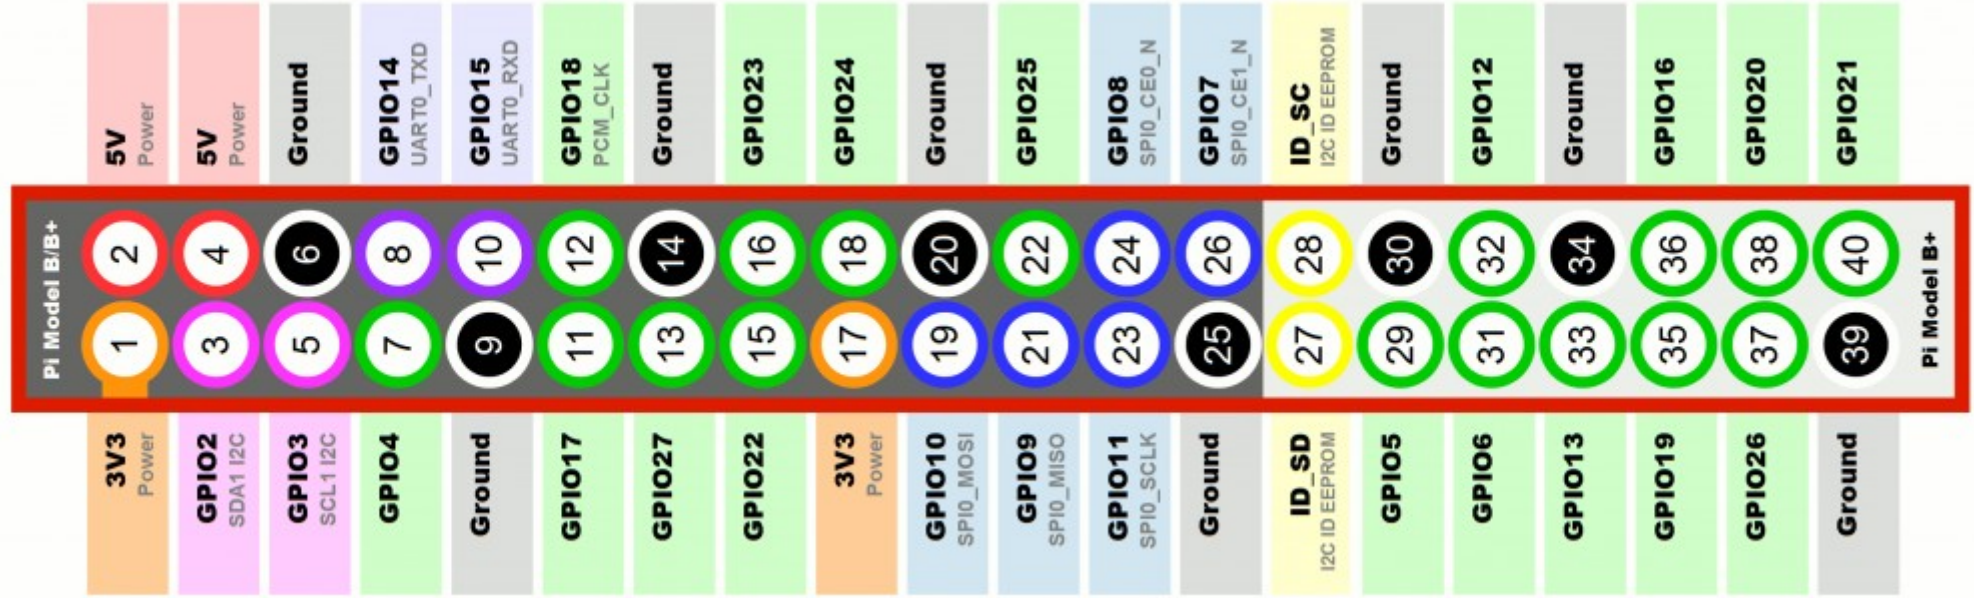 5V
Power
5V
Power
Ground
GPIO14
UART0_TXD
GPIO15
UART0_RXD
GPIO18
PCM_CLK
Ground
GPIO23
GPIO24
Ground
GPIO25
GPIO8
SPI0_CE0_N
GPIO7
SPI0_CE1_N
ID_SC
I2C ID EEPROM
Ground
GPIO12
Ground
GPIO16
GPIO20
GPIO21
Pi Model B/B+
2 4 6 8 10 12 14 16 18 20 22 24 26 28 30 32 34 36 38 40
1 3 5 7 9 11 13 15 17 19 21 23 25 27 29 31 33 35 37 39
Pi Model B+
3V3
Power
GPIO2
SDA1 I2C
GPIO3
SCL1 I2C
GPIO4
Ground
GPIO17
GPIO27
GPIO22
3V3
Power
GPIO10
SPI0_MOSI
GPIO9
SPI0_MISO
GPIO11
SPI0_SCLK
Ground
ID_SD
I2C ID EEPROM
GPIO5
GPIO6
GPIO13
GPIO19
GPIO26
Ground